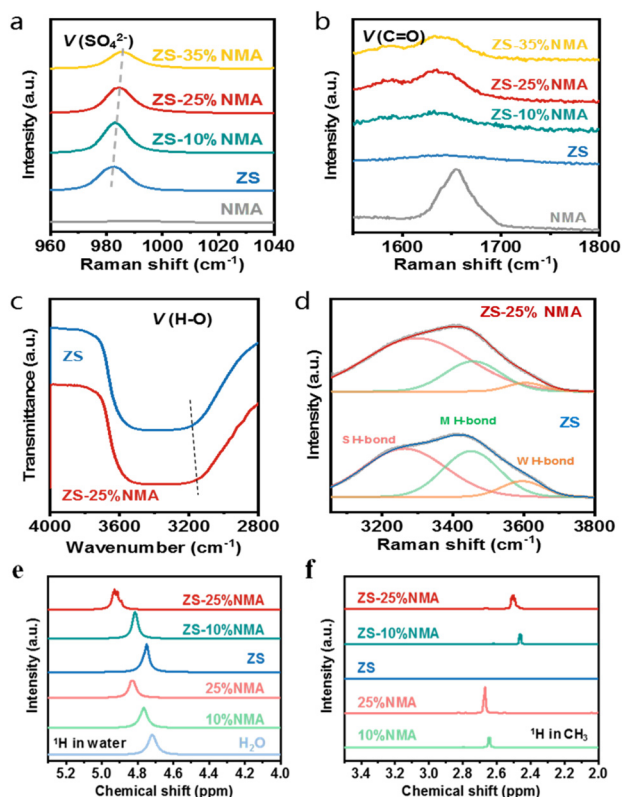 a
V (SO₄²⁻)
ZS-35% NMA
ZS-25% NMA
ZS-10% NMA
ZS
NMA
Intensity (a.u.)
960 980 1000 1020 1040
Raman shift (cm⁻¹)
b
V (C=O)
ZS-35% NMA
ZS-25%NMA
ZS-10% NMA
ZS
NMA
Intensity (a.u.)
1600 1700 1800
Raman shift (cm⁻¹)
c
V (H-O)
ZS
ZS-25%NMA
Transmittance (a.u.)
4000 3600 3200 2800
Wavenumber (cm⁻¹)
d
ZS-25% NMA
ZS
S H-bond
M H-bond
W H-bond
Intensity (a.u.)
3200 3400 3600 3800
Raman shift (cm⁻¹)
e
ZS-25%NMA
ZS-10%NMA
ZS
25%NMA
10%NMA
¹H in water
H₂O
Intensity (a.u.)
5.2 4.8 4.6 4.4 4.2 4.0
Chemical shift (ppm)
f
ZS-25%NMA
ZS-10%NMA
ZS
25%NMA
10%NMA
¹H in CH₃
Intensity (a.u.)
3.4 3.2 3.0 2.8 2.6 2.4 2.2 2.0
Chemical shift (ppm)